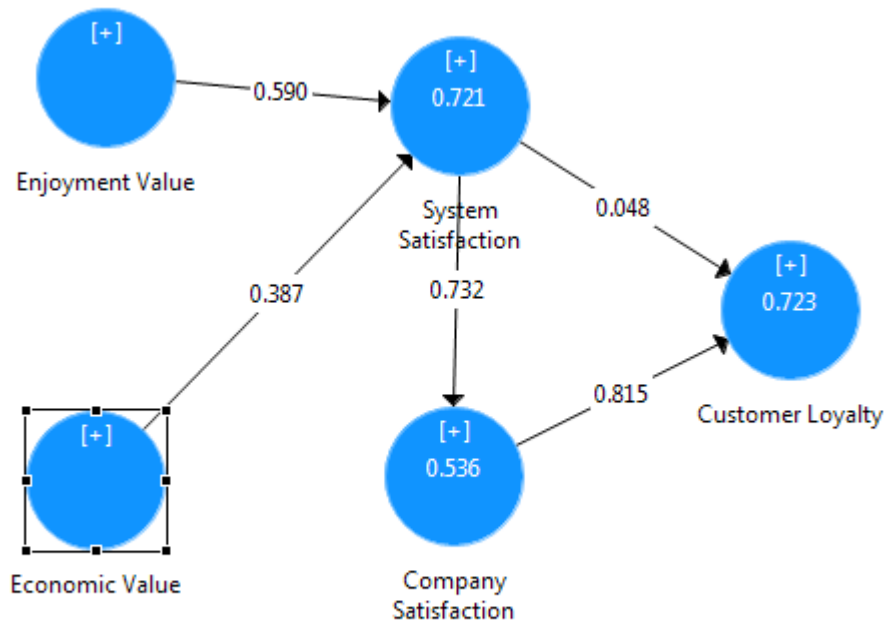 [+]
Enjoyment Value
0.590
[+]
0.721
System
Satisfaction
0.048
0.387
0.732
[+]
0.723
Customer Loyalty
0.815
[+]
Economic Value
[+]
0.536
Company
Satisfaction